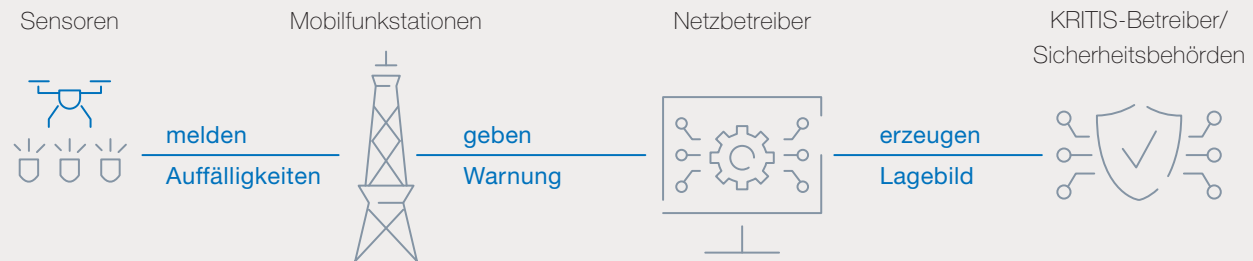 Sensoren
Mobilfunkstationen
Netzbetreiber
KRITIS-Betreiber/
Sicherheitsbehörden
melden
Auffälligkeiten
geben
Warnung
erzeugen
Lagebild